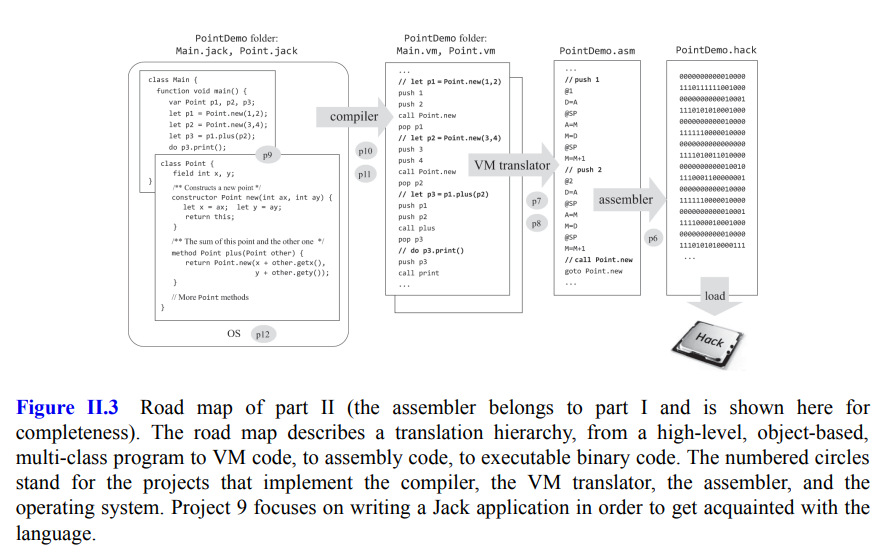 PointDemo folder:
Main.jack, Point.jack
class Main {
function void main() {
var Point p1, p2, p3;
let p1 = Point.new(1,2);
let p2 = Point.new(3,4);
let p3 = p1.plus(p2);
do p3.print();
}
p9
class Point {
field int x, y;
/** Constructs a new point */
constructor Point new(int ax, int ay) {
let x = ax; let y = ay;
return this;
}
/** The sum of this point and the other one */
method Point plus(Point other) {
return Point.new(x + other.getx(),
y + other.gety());
}
// More Point methods
}
OS p12
compiler
p10
p11
PointDemo folder:
Main.vm, Point.vm
...
// let p1 = Point.new(1,2)
push 1
push 2
call Point.new
pop p1
// let p2 = Point.new(3,4)
push 3
push 4
call Point.new
pop p2
// let p3 = p1.plus(p2)
push p1
push p2
call plus
pop p3
// do p3.print()
push p3
call print
...
VM translator
p7
p8
PointDemo.asm
...
// push 1
@1
D=A
@SP
A=M
M=D
@SP
M=M+1
// push 2
@2
D=A
@SP
A=M
M=D
@SP
M=M+1
// call Point.new
goto Point.new
...
assembler
p6
PointDemo.hack
0000000000010000
1110111111001000
0000000000010001
1110101010001000
0000000000010000
1111110000010000
0000000000000000
1111010011010000
0000000000010010
1110001100000001
0000000000010000
1111110000010000
0000000000010001
1111000010001000
0000000000010000
1110101010000111
...
load
Hack
Figure II.3 Road map of part II (the assembler belongs to part I and is shown here for
completeness). The road map describes a translation hierarchy, from a high-level, object-based,
multi-class program to VM code, to assembly code, to executable binary code. The numbered circles
stand for the projects that implement the compiler, the VM translator, the assembler, and the
operating system. Project 9 focuses on writing a Jack application in order to get acquainted with the
language.